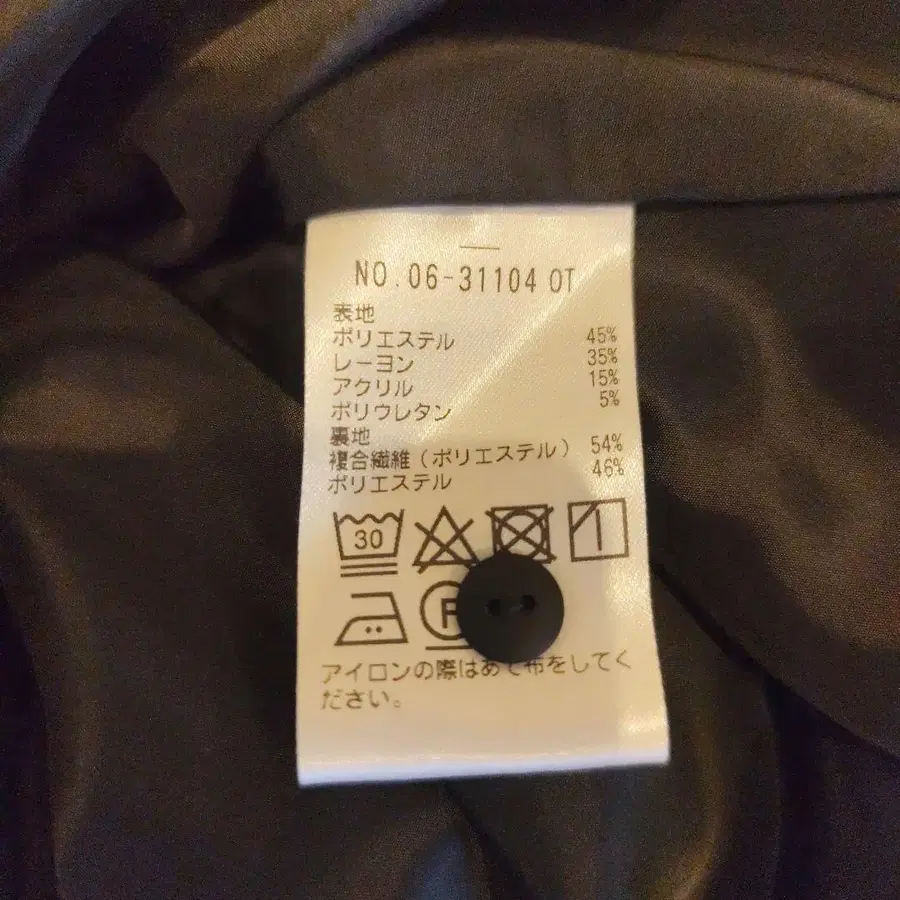 NO.06-31104 OT
表地
ポリエステル 45%
レーヨン 35%
アクリル 15%
ポリウレタン 5%
裏地
複合繊維(ポリエステル) 54%
ポリエステル 46%
30
アイロンの際はあて布をしてく
ださい。